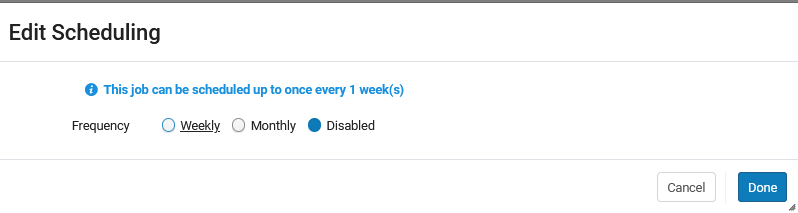 Edit Scheduling
This job can be scheduled up to once every 1 week(s)
Frequency Weekly Monthly Disabled
Cancel Done